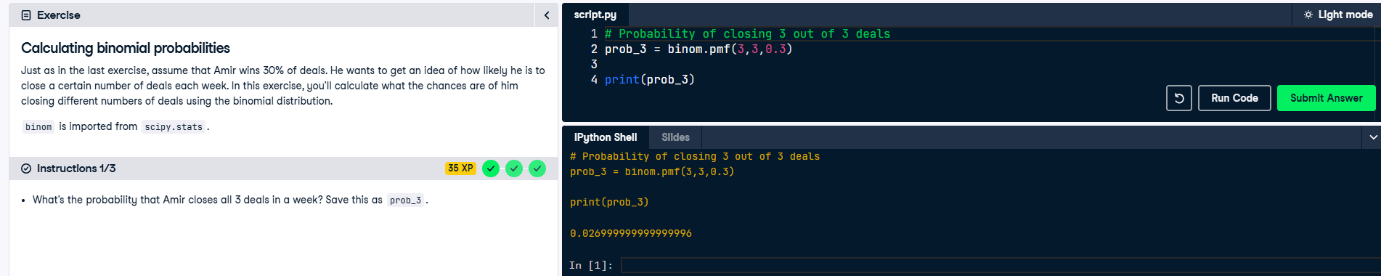 Exercise
Calculating binomial probabilities
Just as in the last exercise, assume that Amir wins 30% of deals. He wants to get an idea of how likely he is to
close a certain number of deals each week. In this exercise, you'll calculate what the chances are of him
closing different numbers of deals using the binomial distribution.
binom is imported from scipy.stats .
Instructions 1/3
35 XP
• What's the probability that Amir closes all 3 deals in a week? Save this as prob_3 .
script.py
Light mode
1 # Probability of closing 3 out of 3 deals
2 prob_3 = binom.pmf(3,3,0.3)
3
4 print(prob_3)
Run Code
Submit Answer
IPython Shell
Slides
# Probability of closing 3 out of 3 deals
prob_3 = binom.pmf(3,3,0.3)
print(prob_3)
0.026999999999999996
In [1]: